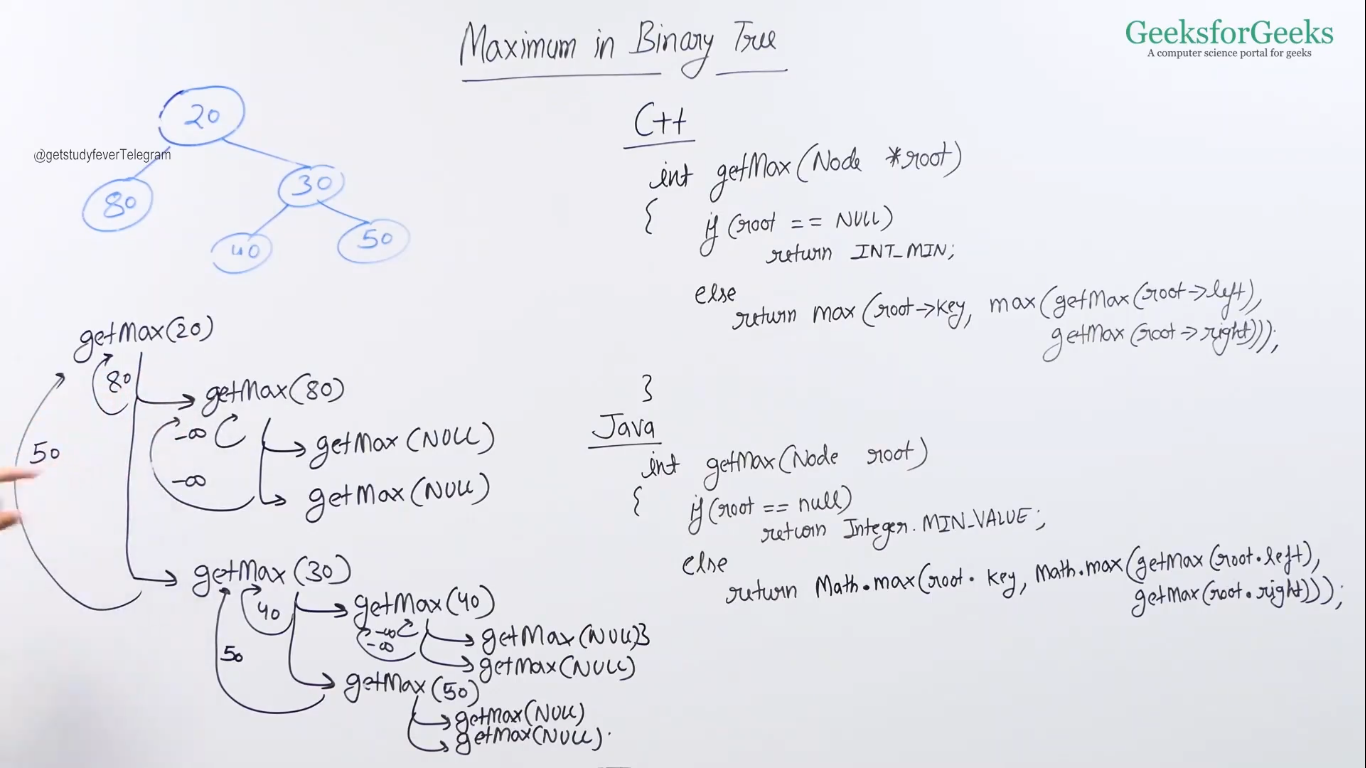 Maximum in Binary Tree
GeeksforGeeks
A computer science portal for geeks
20
@getstudyfeverTelegram
80
30
40
50
getMax(20)
80
getMax(80)
-∞
getMax(NULL)
-∞
getMax(NULL)
50
getMax(30)
40
getMax(40)
-∞
-∞
getMax(NULL)
getMax(NULL)
50
getMax(50)
getMax(NULL)
getMax(NULL)
C++
int getMax(Node *root)
{ if (root == NULL)
return INT_MIN;
else
return max(root->key, max(getMax(root->left),
getMax(root->right)));
}
Java
int getMax(Node root)
{ if(root == null)
return Integer.MIN_VALUE;
else
return Math.max(root.key, Math.max(getMax(root.left),
getMax(root.right)));
}